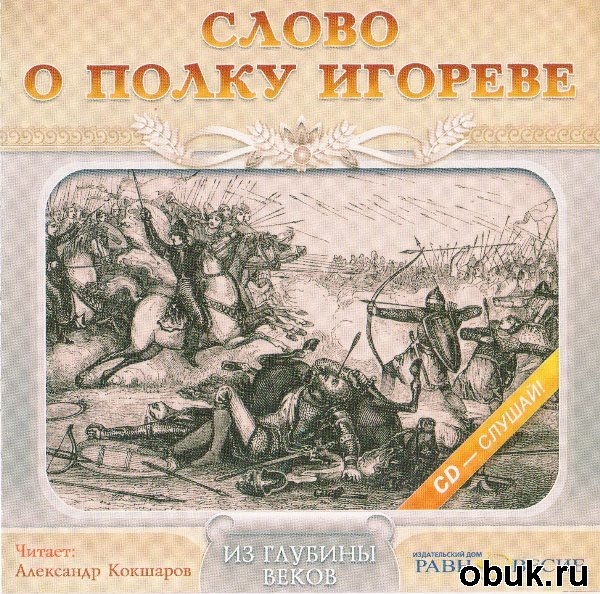 СЛОВО
О ПОЛКУ ИГОРЕВЕ
CD — СЛУШАЙ!
Читает:
Александр Кокшаров
ИЗ ГЛУБИНЫ
ВЕКОВ
ИЗДАТЕЛЬСКИЙ ДОМ
obuk.ru